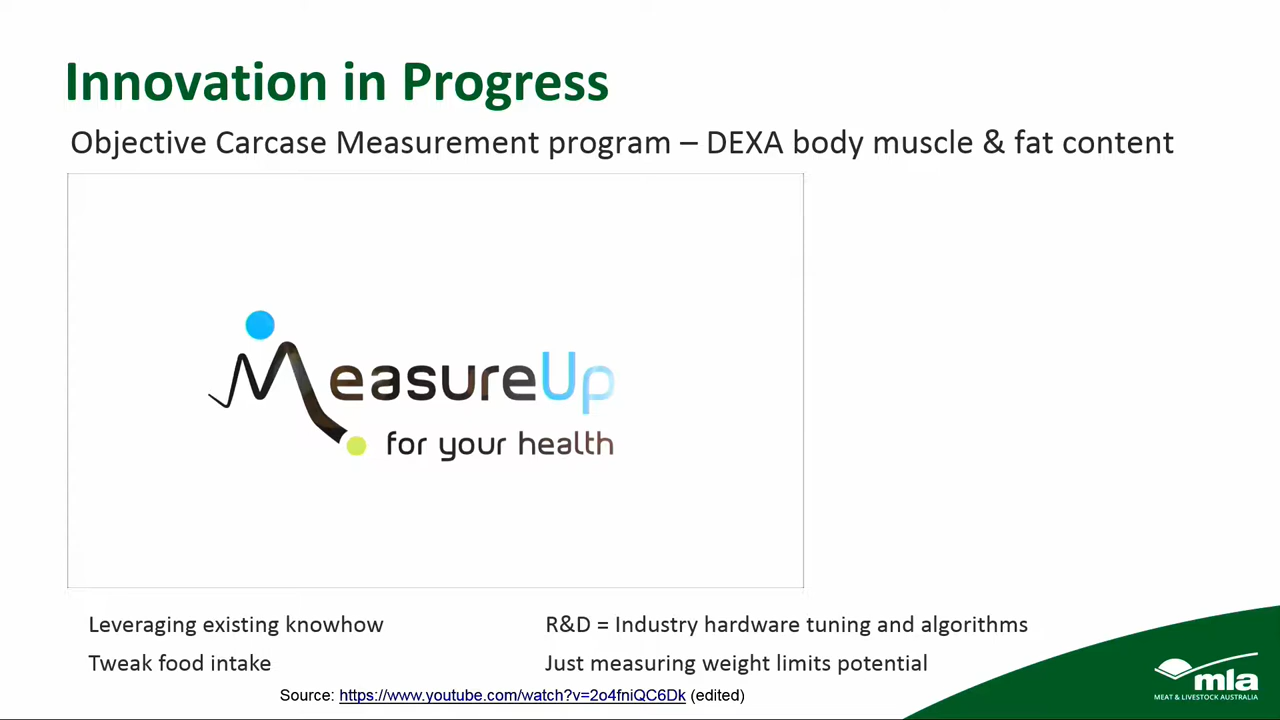 Innovation in Progress
Objective Carcase Measurement program – DEXA body muscle & fat content
MeasureUp
for your health
Leveraging existing knowhow
R&D = Industry hardware tuning and algorithms
Tweak food intake
Just measuring weight limits potential
Source: https://www.youtube.com/watch?v=2o4fniQC6Dk (edited)
mla
MEAT & LIVESTOCK AUSTRALIA